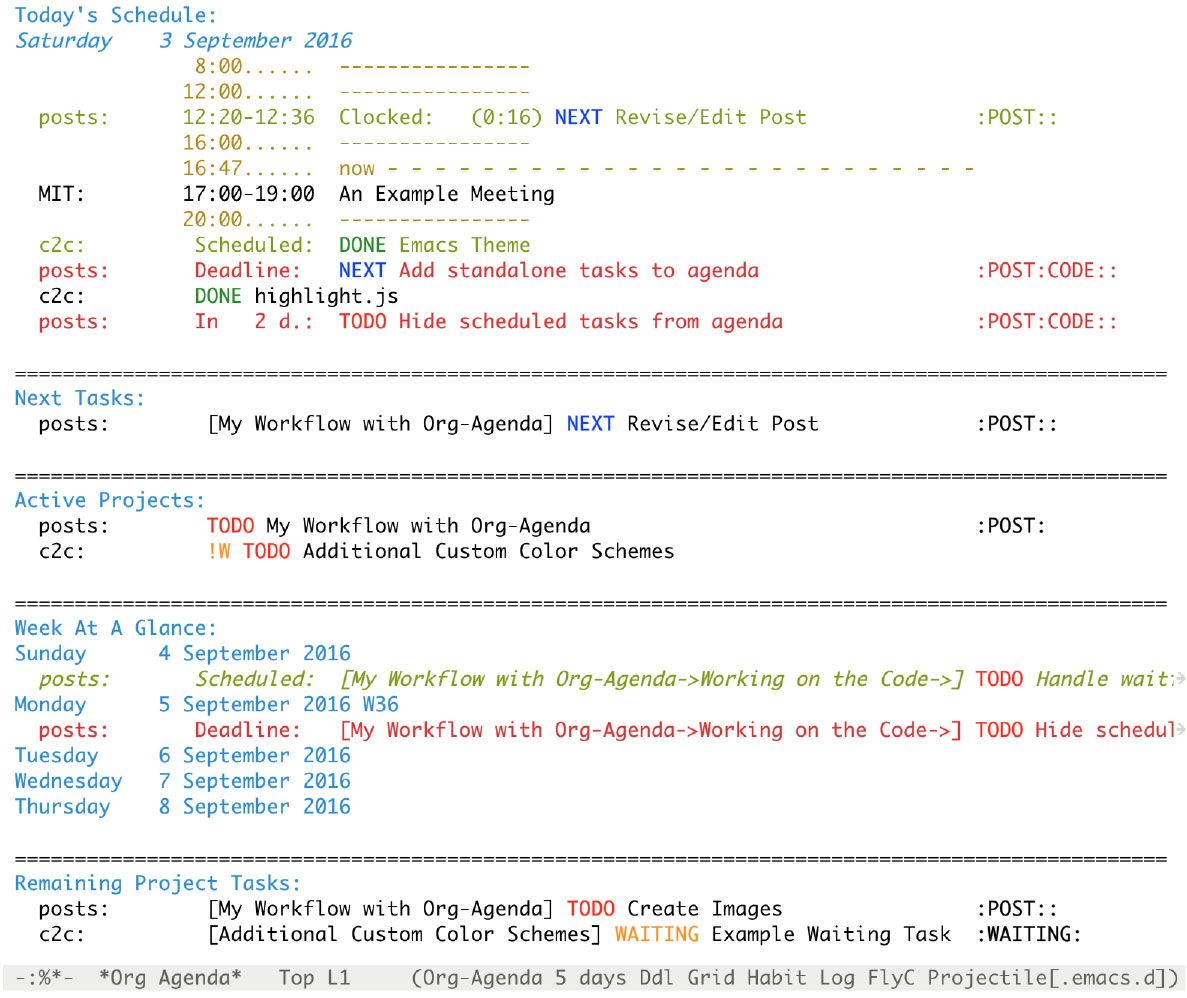 Today's Schedule:
Saturday    3 September 2016
               8:00......  ----------------
              12:00......  ----------------
  posts:      12:20-12:36  Clocked:   (0:16) NEXT Revise/Edit Post              :POST::
              16:00......  ----------------
              16:47......  now - - - - - - - - - - - - - - - - - - - - - - - - -
  MIT:        17:00-19:00  An Example Meeting
              20:00......  ----------------
  c2c:         Scheduled:  DONE Emacs Theme
  posts:       Deadline:   NEXT Add standalone tasks to agenda                  :POST:CODE::
  c2c:         DONE highlight.js
  posts:       In   2 d.:  TODO Hide scheduled tasks from agenda                :POST:CODE::
================================================================================================
Next Tasks:
  posts:        [My Workflow with Org-Agenda] NEXT Revise/Edit Post             :POST::
================================================================================================
Active Projects:
  posts:        TODO My Workflow with Org-Agenda                                :POST:
  c2c:          !W TODO Additional Custom Color Schemes
================================================================================================
Week At A Glance:
Sunday      4 September 2016
  posts:       Scheduled:  [My Workflow with Org-Agenda->Working on the Code->] TODO Handle wait
Monday      5 September 2016 W36
  posts:       Deadline:   [My Workflow with Org-Agenda->Working on the Code->] TODO Hide schedul
Tuesday     6 September 2016
Wednesday   7 September 2016
Thursday    8 September 2016
================================================================================================
Remaining Project Tasks:
  posts:        [My Workflow with Org-Agenda] TODO Create Images                :POST::
  c2c:          [Additional Custom Color Schemes] WAITING Example Waiting Task  :WAITING:
-:%*-  *Org Agenda*   Top L1     (Org-Agenda 5 days Ddl Grid Habit Log FlyC Projectile[.emacs.d])